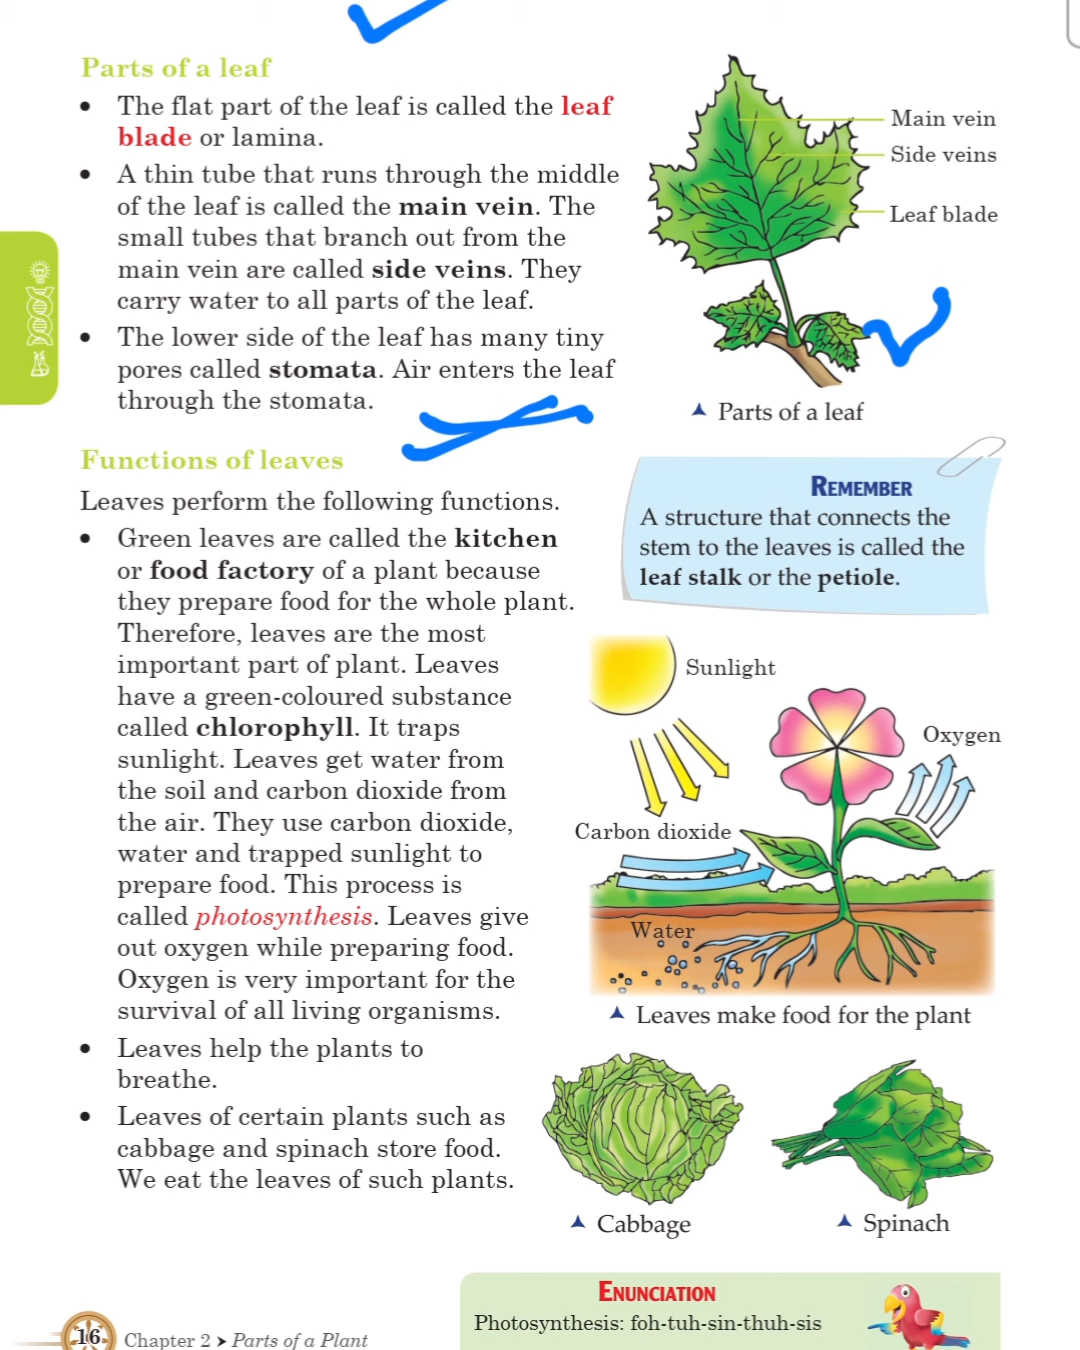 Parts of a leaf
• The flat part of the leaf is called the leaf
blade or lamina.
• A thin tube that runs through the middle
of the leaf is called the main vein. The
small tubes that branch out from the
main vein are called side veins. They
carry water to all parts of the leaf.
• The lower side of the leaf has many tiny
pores called stomata. Air enters the leaf
through the stomata.
Main vein
Side veins
Leaf blade
Parts of a leaf
Functions of leaves
Leaves perform the following functions.
• Green leaves are called the kitchen
or food factory of a plant because
they prepare food for the whole plant.
Therefore, leaves are the most
important part of plant. Leaves
have a green-coloured substance
called chlorophyll. It traps
sunlight. Leaves get water from
the soil and carbon dioxide from
the air. They use carbon dioxide,
water and trapped sunlight to
prepare food. This process is
called photosynthesis. Leaves give
out oxygen while preparing food.
Oxygen is very important for the
survival of all living organisms.
• Leaves help the plants to
breathe.
• Leaves of certain plants such as
cabbage and spinach store food.
We eat the leaves of such plants.
REMEMBER
A structure that connects the
stem to the leaves is called the
leaf stalk or the petiole.
Sunlight
Oxygen
Carbon dioxide
Water
Leaves make food for the plant
Cabbage
Spinach
ENUNCIATION
Photosynthesis: foh-tuh-sin-thuh-sis
16 Chapter 2 ➤ Parts of a Plant